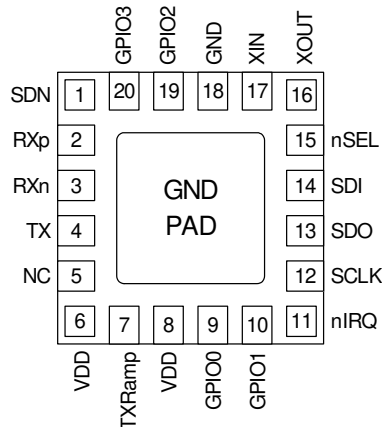 GPIO3 GPIO2 GND XIN XOUT
20 19 18 17 16
SDN 1
RXp 2
RXn 3
TX 4
NC 5
6
GND
PAD
15 nSEL
14 SDI
13 SDO
12 SCLK
11 nIRQ
7 8 9 10
VDD TXRamp VDD GPIO0 GPIO1